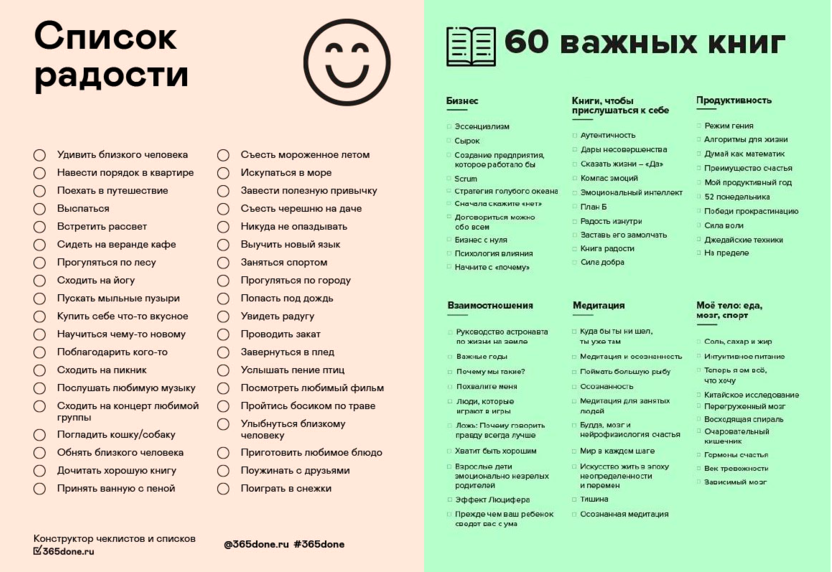 Список
радости
Удивить близкого человека
Навести порядок в квартире
Поехать в путешествие
Выспаться
Встретить рассвет
Сидеть на веранде кафе
Прогуляться по лесу
Сходить на йогу
Пускать мыльные пузыри
Купить себе что-то вкусное
Научиться чему-то новому
Поблагодарить кого-то
Сходить на пикник
Послушать любимую музыку
Сходить на концерт любимой
группы
Погладить кошку/собаку
Обнять близкого человека
Дочитать хорошую книгу
Принять ванную с пеной
Съесть мороженное летом
Искупаться в море
Завести полезную привычку
Съесть черешню на даче
Никуда не опаздывать
Выучить новый язык
Заняться спортом
Прогуляться по городу
Попасть под дождь
Увидеть радугу
Проводить закат
Завернуться в плед
Услышать пение птиц
Посмотреть любимый фильм
Пройтись босиком по траве
Улыбнуться близкому
человеку
Приготовить любимое блюдо
Поужинать с друзьями
Поиграть в снежки
Конструктор чеклистов и списков
365done.ru
@365done.ru #365done
60 важных книг
Бизнес
Эссенциализм
Сырок
Создание предприятия,
которое работало бы
Scrum
Стратегия голубого океана
Сначала скажите «нет»
Договориться можно
обо всем
Бизнес с нуля
Психология влияния
Начните с «почему»
Книги, чтобы
прислушаться к себе
Аутентичность
Дары несовершенства
Сказать жизни – «Да»
Компас эмоций
Эмоциональный интеллект
План Б
Радость изнутри
Заставь его замолчать
Книга радости
Сила добра
Продуктивность
Режим гения
Алгоритмы для жизни
Думай как математик
Преимущество счастья
Мой продуктивный год
52 понедельника
Победи прокрастинацию
Сила воли
Джедайские техники
На пределе
Взаимоотношения
Руководство астронавта
по жизни на земле
Важные годы
Почему мы такие?
Похвалите меня
Люди, которые
играют в игры
Ложь: Почему говорить
правду всегда лучше
Хватит быть хорошим
Взрослые дети
эмоционально незрелых
родителей
Эффект Люцифера
Прежде чем ваш ребенок
сведет вас с ума
Медитация
Куда бы ты ни шел,
ты уже там
Медитация и осознанность
Поймать большую рыбу
Осознанность
Медитация для занятых
людей
Будда, мозг и
нейрофизиология счастья
Мир в каждом шаге
Искусство жить в эпоху
неопределенности
и перемен
Тишина
Осознанная медитация
Моё тело: еда,
мозг, спорт
Соль, сахар и жир
Интуитивное питание
Теперь я ем всё,
что хочу
Китайское исследование
Перегруженный мозг
Восходящая спираль
Очаровательный
кишечник
Гормоны счастья
Век тревожности
Зависимый мозг